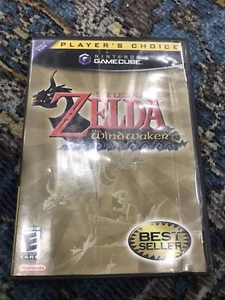 PLAYER'S CHOICE
NINTENDO
GAMECUBE
THE LEGEND OF
ZELDA
THE
WIND WAKER
E
BEST
SELLER
Nintendo